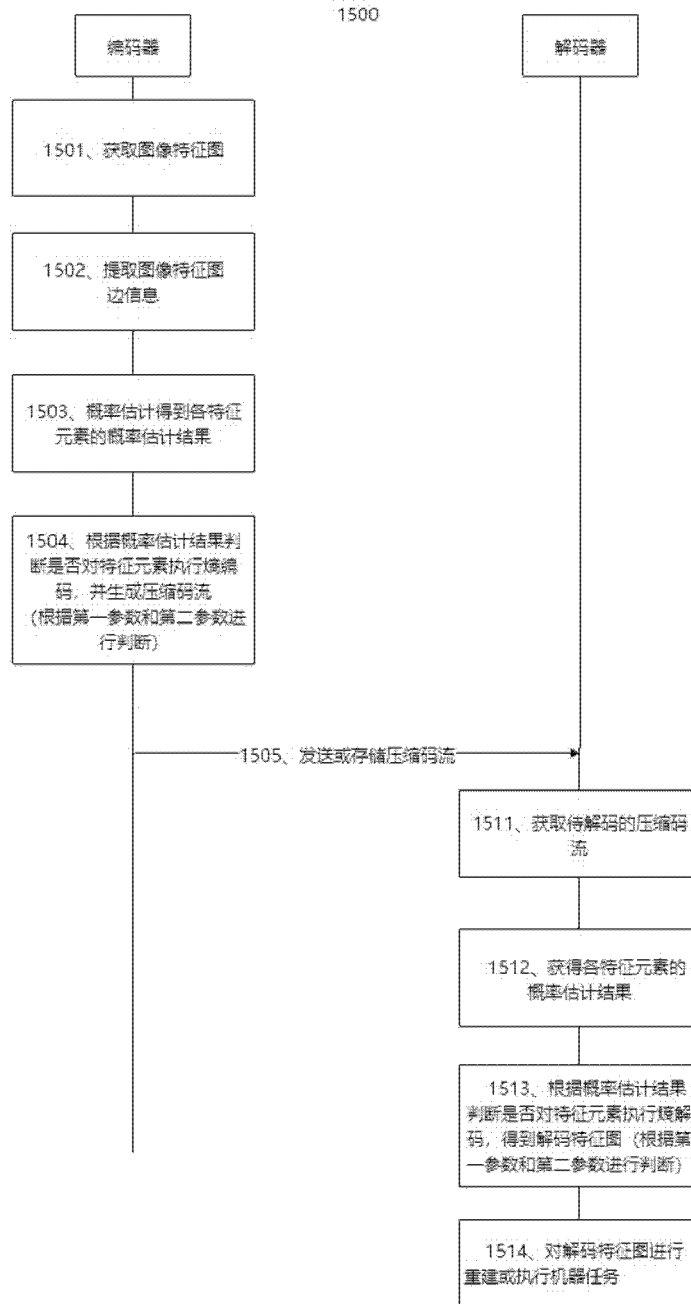 1500
编码器
解码器
1501、获取图像特征图
1502、提取图像特征图
边信息
1503、概率估计得到各特征
元素的概率估计结果
1504、根据概率估计结果判
断是否对特征元素执行熵编
码，并生成压缩码流
（根据第一参数和第二参数进
行判断）
1505、发送或存储压缩码流
1511、获取待解码的压缩码
流
1512、获得各特征元素的
概率估计结果
1513、根据概率估计结果
判断是否对特征元素执行熵解
码，得到解码特征图（根据第
一参数和第二参数进行判断）
1514、对解码特征图进行
重建或执行机器任务